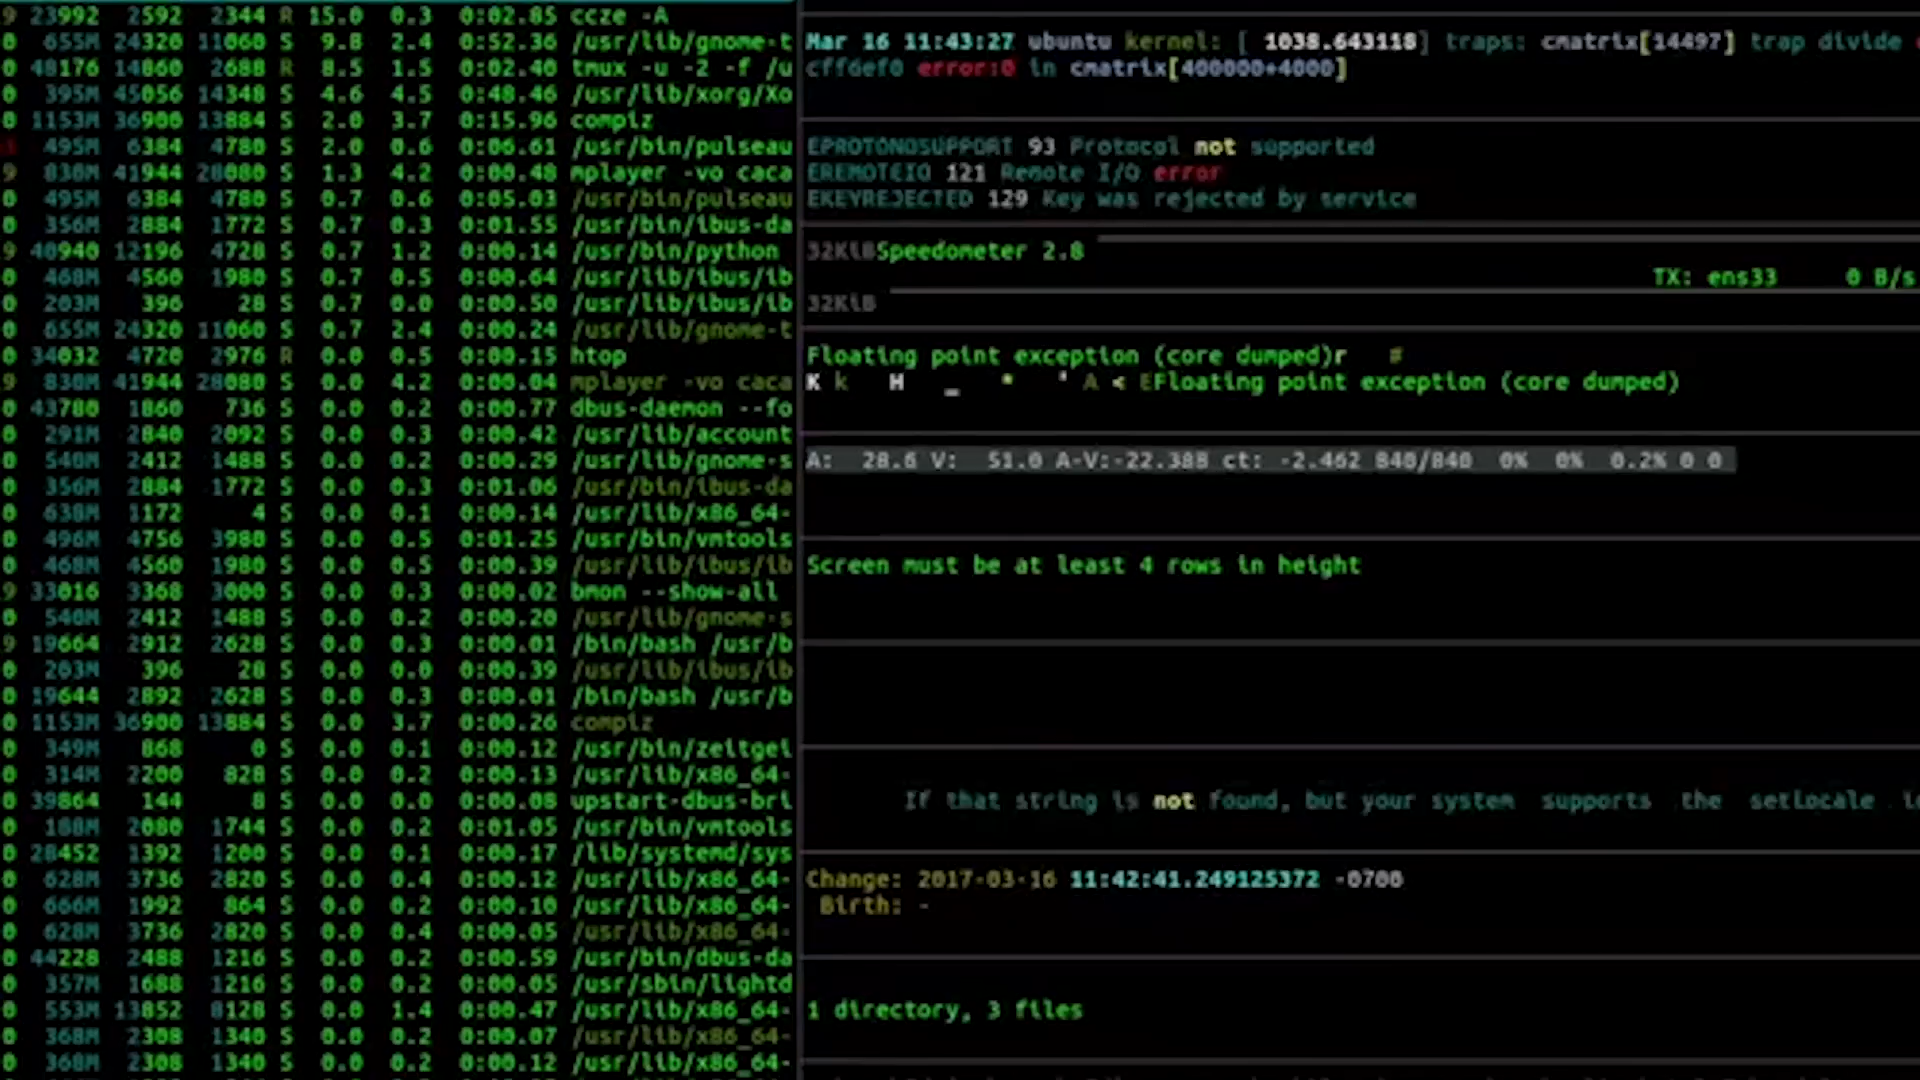 9 23992 2592 2344 R 15.0 0.3 0:02.85 ccze -A
0 655M 24320 11060 S 9.8 2.4 0:52.36 /usr/lib/gnome-t
0 48176 14860 2688 R 8.5 1.5 0:02.40 tmux -u -2 -f /u
0 395M 45056 14348 S 4.6 4.5 0:48.46 /usr/lib/xorg/Xo
0 1153M 36900 13884 S 2.0 3.7 0:15.96 compiz
495M 6384 4780 S 2.0 0.6 0:06.61 /usr/bin/pulseau
9 830M 41944 28080 S 1.3 4.2 0:00.48 mplayer -vo caca
0 495M 6384 4780 S 0.7 0.6 0:05.03 /usr/bin/pulseau
0 356M 2884 1772 S 0.7 0.3 0:01.55 /usr/bin/ibus-da
9 40940 12196 4728 S 0.7 1.2 0:00.14 /usr/bin/python
0 468M 4560 1980 S 0.7 0.5 0:00.64 /usr/lib/ibus/ib
0 203M 396 28 S 0.7 0.0 0:00.50 /usr/lib/ibus/ib
0 655M 24320 11060 S 0.7 2.4 0:00.24 /usr/lib/gnome-t
0 34032 4720 2976 R 0.0 0.5 0:00.15 htop
9 830M 41944 28080 S 0.0 4.2 0:00.04 mplayer -vo caca
0 43780 1860 736 S 0.0 0.2 0:00.77 dbus-daemon --fo
0 291M 2840 2092 S 0.0 0.3 0:00.42 /usr/lib/account
0 540M 2412 1488 S 0.0 0.2 0:00.29 /usr/lib/gnome-s
0 356M 2884 1772 S 0.0 0.3 0:01.06 /usr/bin/ibus-da
0 638M 1172 4 S 0.0 0.1 0:00.14 /usr/lib/x86_64-
0 496M 4756 3980 S 0.0 0.5 0:01.25 /usr/bin/vmtools
0 468M 4560 1980 S 0.0 0.5 0:00.39 /usr/lib/ibus/ib
9 33016 3368 3000 S 0.0 0.3 0:00.02 bmon --show-all
0 540M 2412 1488 S 0.0 0.2 0:00.20 /usr/lib/gnome-s
9 19664 2912 2628 S 0.0 0.3 0:00.01 /bin/bash /usr/b
0 203M 396 28 S 0.0 0.0 0:00.39 /usr/lib/ibus/ib
0 19644 2892 2628 S 0.0 0.3 0:00.01 /bin/bash /usr/b
0 1153M 36900 13884 S 0.0 3.7 0:00.26 compiz
0 349M 868 0 S 0.0 0.1 0:00.12 /usr/bin/zeitgei
0 314M 2200 828 S 0.0 0.2 0:00.13 /usr/lib/x86_64-
0 39864 144 8 S 0.0 0.0 0:00.08 upstart-dbus-bri
0 188M 2080 1744 S 0.0 0.2 0:01.05 /usr/bin/vmtools
0 28452 1392 1200 S 0.0 0.1 0:00.17 /lib/systemd/sys
0 628M 3736 2820 S 0.0 0.4 0:00.12 /usr/lib/x86_64-
0 666M 1992 864 S 0.0 0.2 0:00.10 /usr/lib/x86_64-
0 628M 3736 2820 S 0.0 0.4 0:00.05 /usr/lib/x86_64-
0 44228 2488 1216 S 0.0 0.2 0:00.59 /usr/bin/dbus-da
0 357M 1688 1216 S 0.0 0.2 0:00.05 /usr/sbin/lightd
0 553M 13852 8128 S 0.0 1.4 0:00.47 /usr/lib/x86_64-
0 368M 2308 1340 S 0.0 0.2 0:00.07 /usr/lib/x86_64-
0 368M 2308 1340 S 0.0 0.2 0:00.12 /usr/lib/x86_64-
Mar 16 11:43:27 ubuntu kernel: [ 1038.643118] traps: cmatrix[14497] trap divide
cff6ef0 error:0 in cmatrix[400000+4000]
EPROTONOSUPPORT 93 Protocol not supported
EREMOTEIO 121 Remote I/O error
EKEYREJECTED 129 Key was rejected by service
32KiBSpeedometer 2.8
TX: ens33 0 B/s
32KiB
Floating point exception (core dumped)r #
K k H _ * ' A < EFloating point exception (core dumped)
A: 28.6 V: 51.0 A-V:-22.388 ct: -2.462 840/840 0% 0% 0.2% 0 0
Screen must be at least 4 rows in height
If that string is not found, but your system supports the setlocale
Change: 2017-03-16 11:42:41.249125372 -0700
Birth: -
1 directory, 3 files